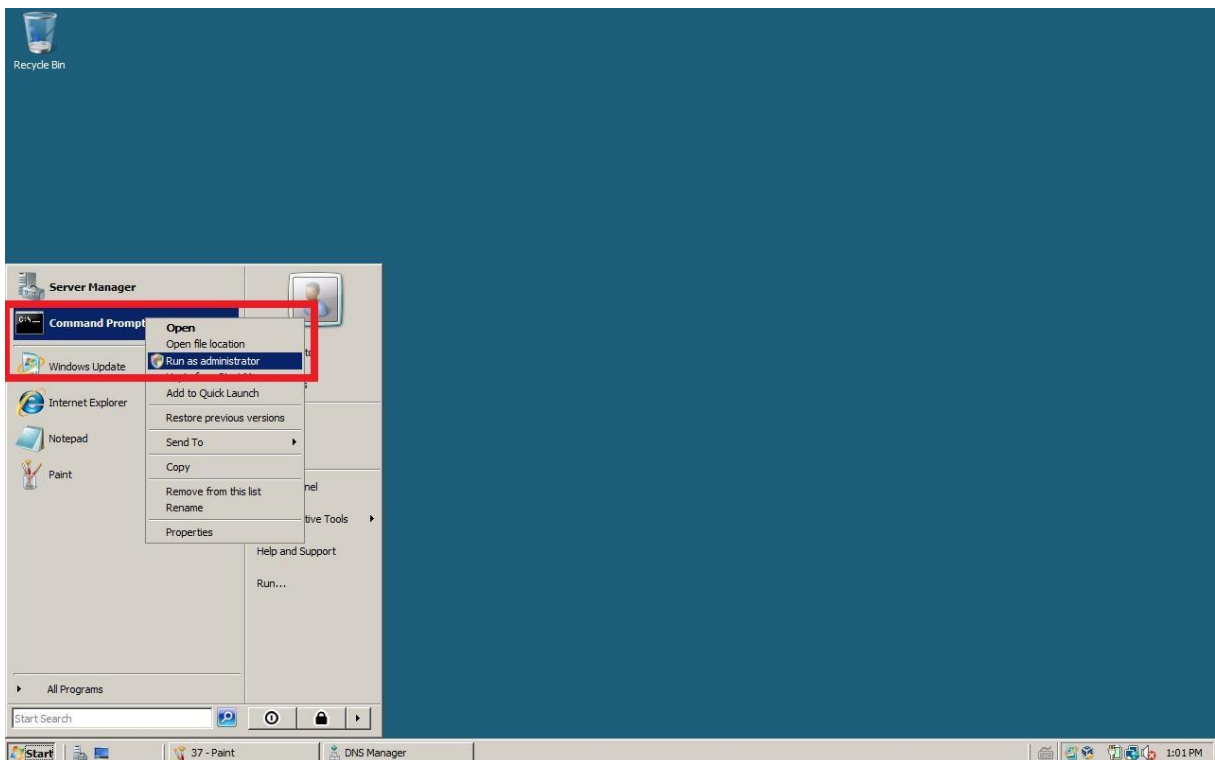 Recycle Bin
Server Manager
Command Prompt
Windows Update
Internet Explorer
Notepad
Paint
Open
Open file location
Run as administrator
Add to Quick Launch
Restore previous versions
Send To
Copy
Remove from this list
Rename
Properties
Help and Support
Run...
All Programs
Start Search
Start
37 - Paint
DNS Manager
1:01 PM